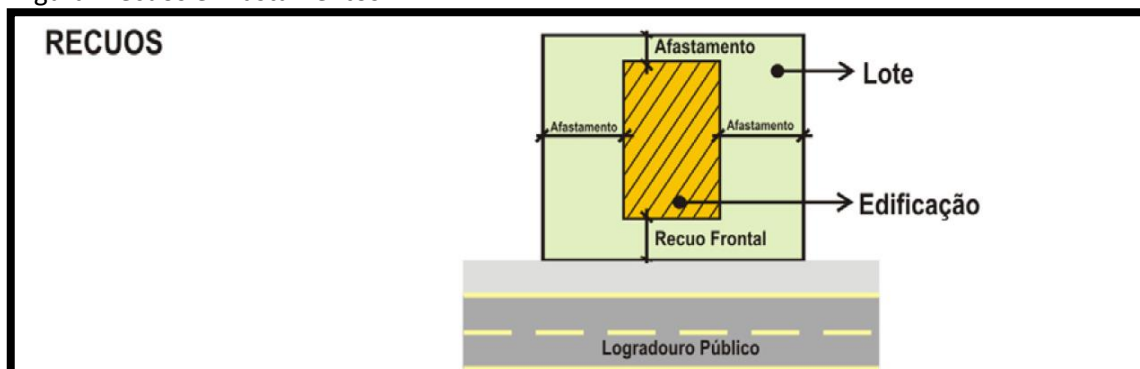 RECUOS
Afastamento
Lote
Afastamento
Afastamento
Edificação
Recuo Frontal
Logradouro Público